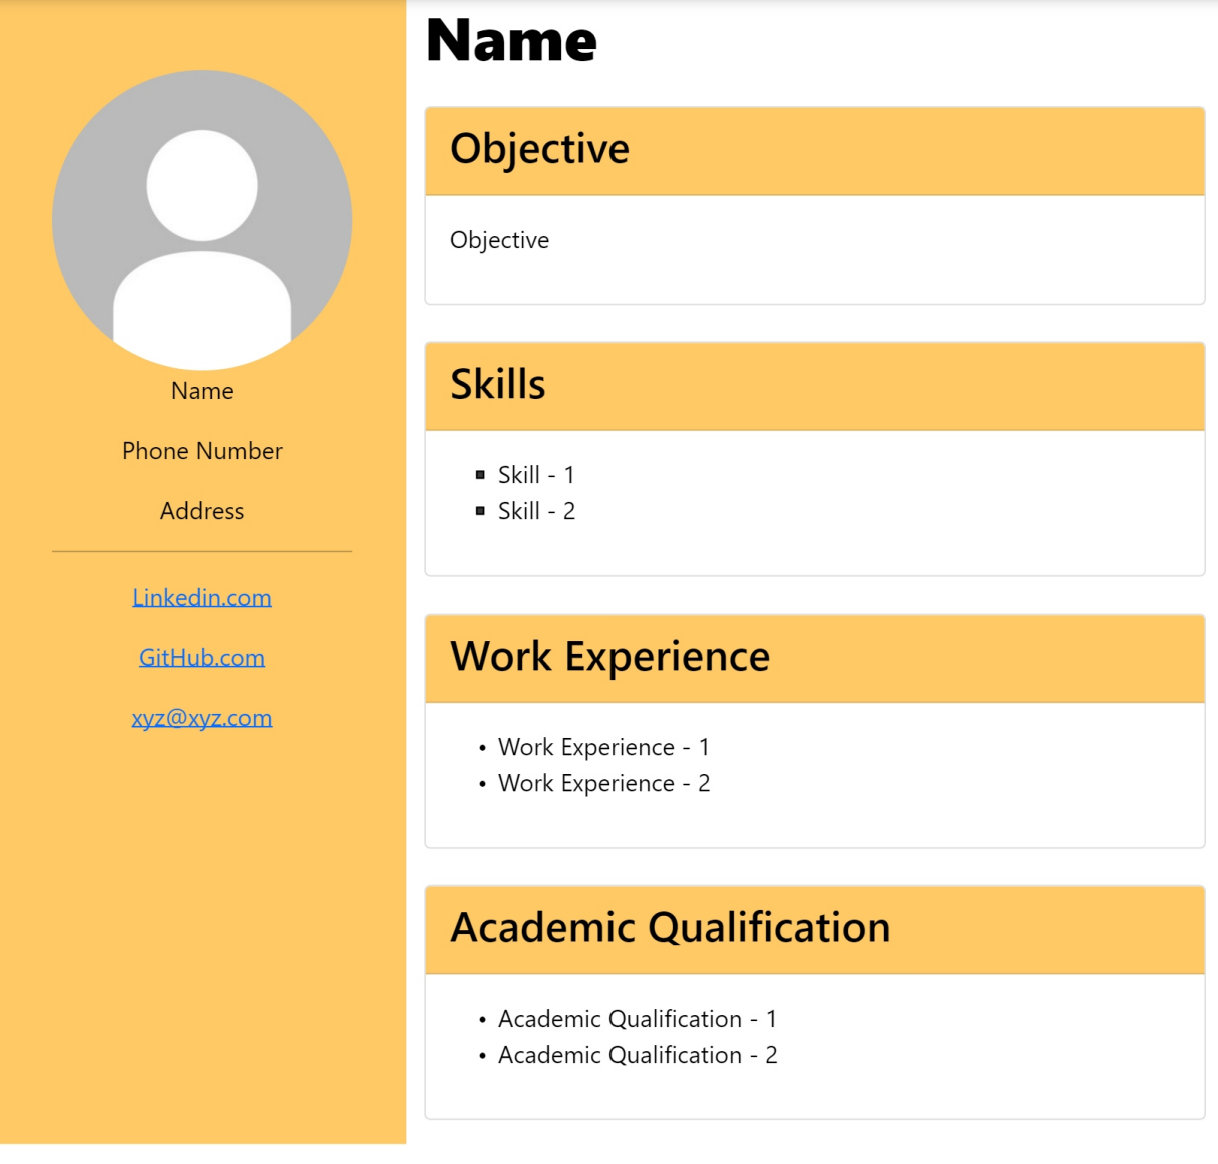 Name
Phone Number
Address
Linkedin.com
GitHub.com
xyz@xyz.com
Name
Objective
Objective
Skills
Skill - 1
Skill - 2
Work Experience
Work Experience - 1
Work Experience - 2
Academic Qualification
Academic Qualification - 1
Academic Qualification - 2